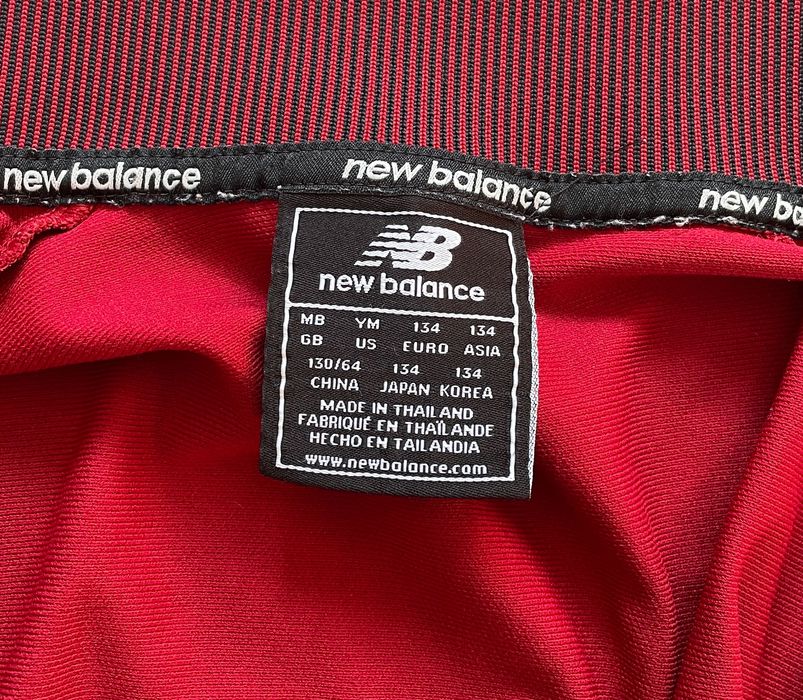 new balance new balance new ba
NB
new balance
MB YM 134 134
GB US EURO ASIA
130/64 134 134
CHINA JAPAN KOREA
MADE IN THAILAND
FABRIQUÉ EN THAÏLANDE
HECHO EN TAILANDIA
www.newbalance.com